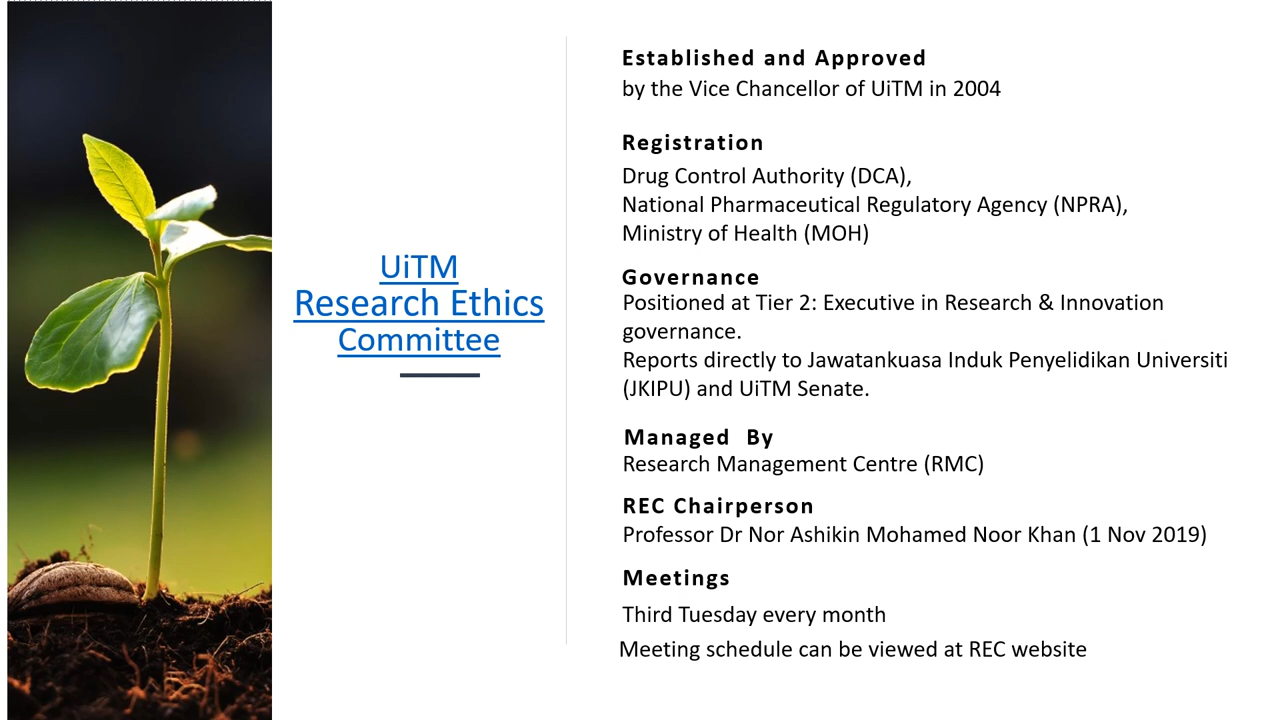 UiTM
Research Ethics
Committee
Established and Approved
by the Vice Chancellor of UiTM in 2004
Registration
Drug Control Authority (DCA),
National Pharmaceutical Regulatory Agency (NPRA),
Ministry of Health (MOH)
Governance
Positioned at Tier 2: Executive in Research & Innovation
governance.
Reports directly to Jawatankuasa Induk Penyelidikan Universiti
(JKIPU) and UiTM Senate.
Managed By
Research Management Centre (RMC)
REC Chairperson
Professor Dr Nor Ashikin Mohamed Noor Khan (1 Nov 2019)
Meetings
Third Tuesday every month
Meeting schedule can be viewed at REC website